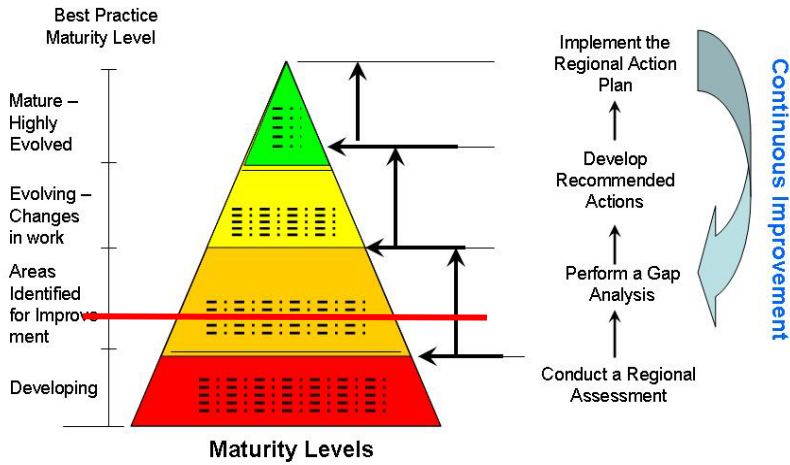 Best Practice
Maturity Level
Mature –
Highly
Evolved
Evolving –
Changes
in work
Areas
Identified
for Improve
ment
Developing
Maturity Levels
Implement the
Regional Action
Plan
Develop
Recommended
Actions
Perform a Gap
Analysis
Conduct a Regional
Assessment
Continuous Improvement